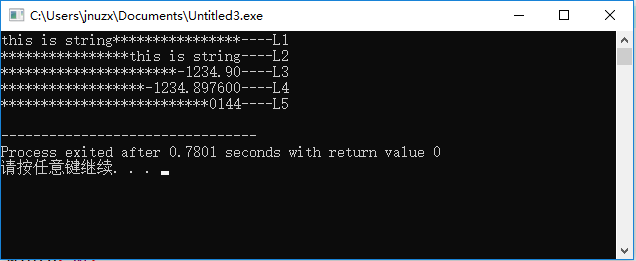 C:\Users\jnuzx\Documents\Untitled3.exe
this is string****************----L1
****************this is string----L2
**********************-1234.90----L3
******************-1234.897600----L4
**************************0144----L5
--------------------------------
Process exited after 0.7801 seconds with return value 0
请按任意键继续. . .